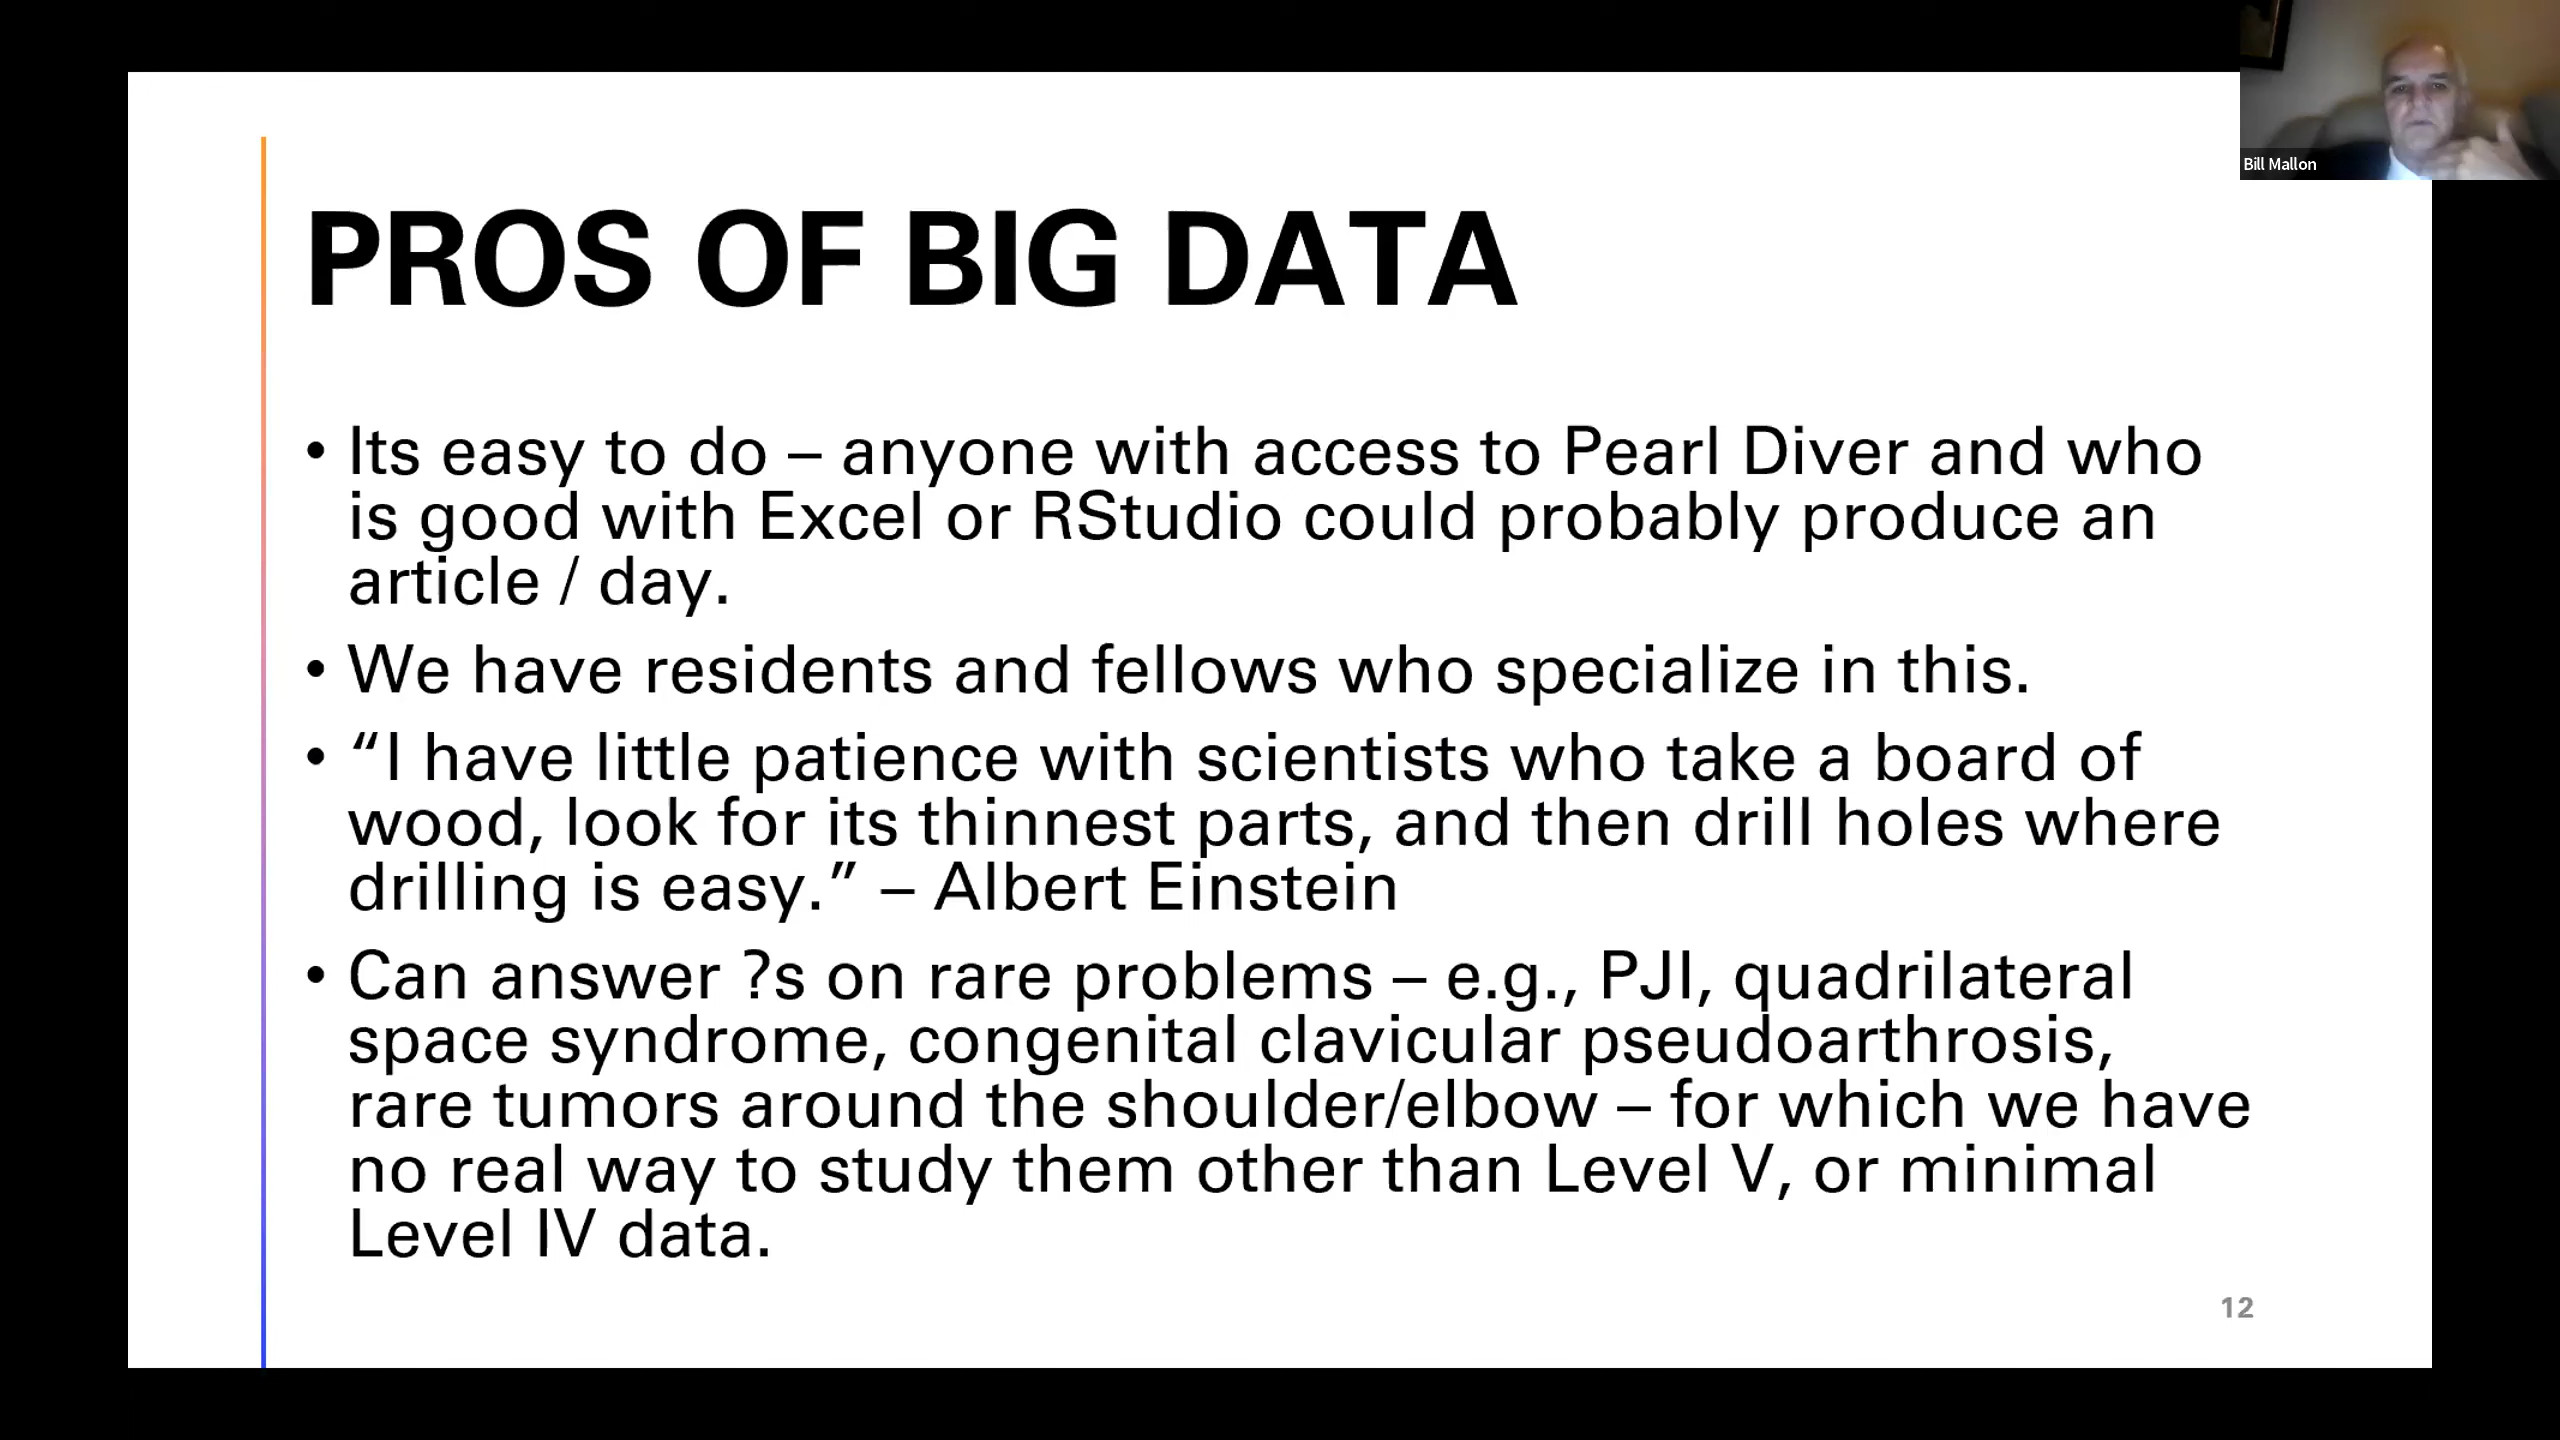 Bill Mallon
PROS OF BIG DATA
• Its easy to do – anyone with access to Pearl Diver and who
is good with Excel or RStudio could probably produce an
article / day.
• We have residents and fellows who specialize in this.
• “I have little patience with scientists who take a board of
wood, look for its thinnest parts, and then drill holes where
drilling is easy.” – Albert Einstein
• Can answer ?s on rare problems – e.g., PJI, quadrilateral
space syndrome, congenital clavicular pseudoarthrosis,
rare tumors around the shoulder/elbow – for which we have
no real way to study them other than Level V, or minimal
Level IV data.
12